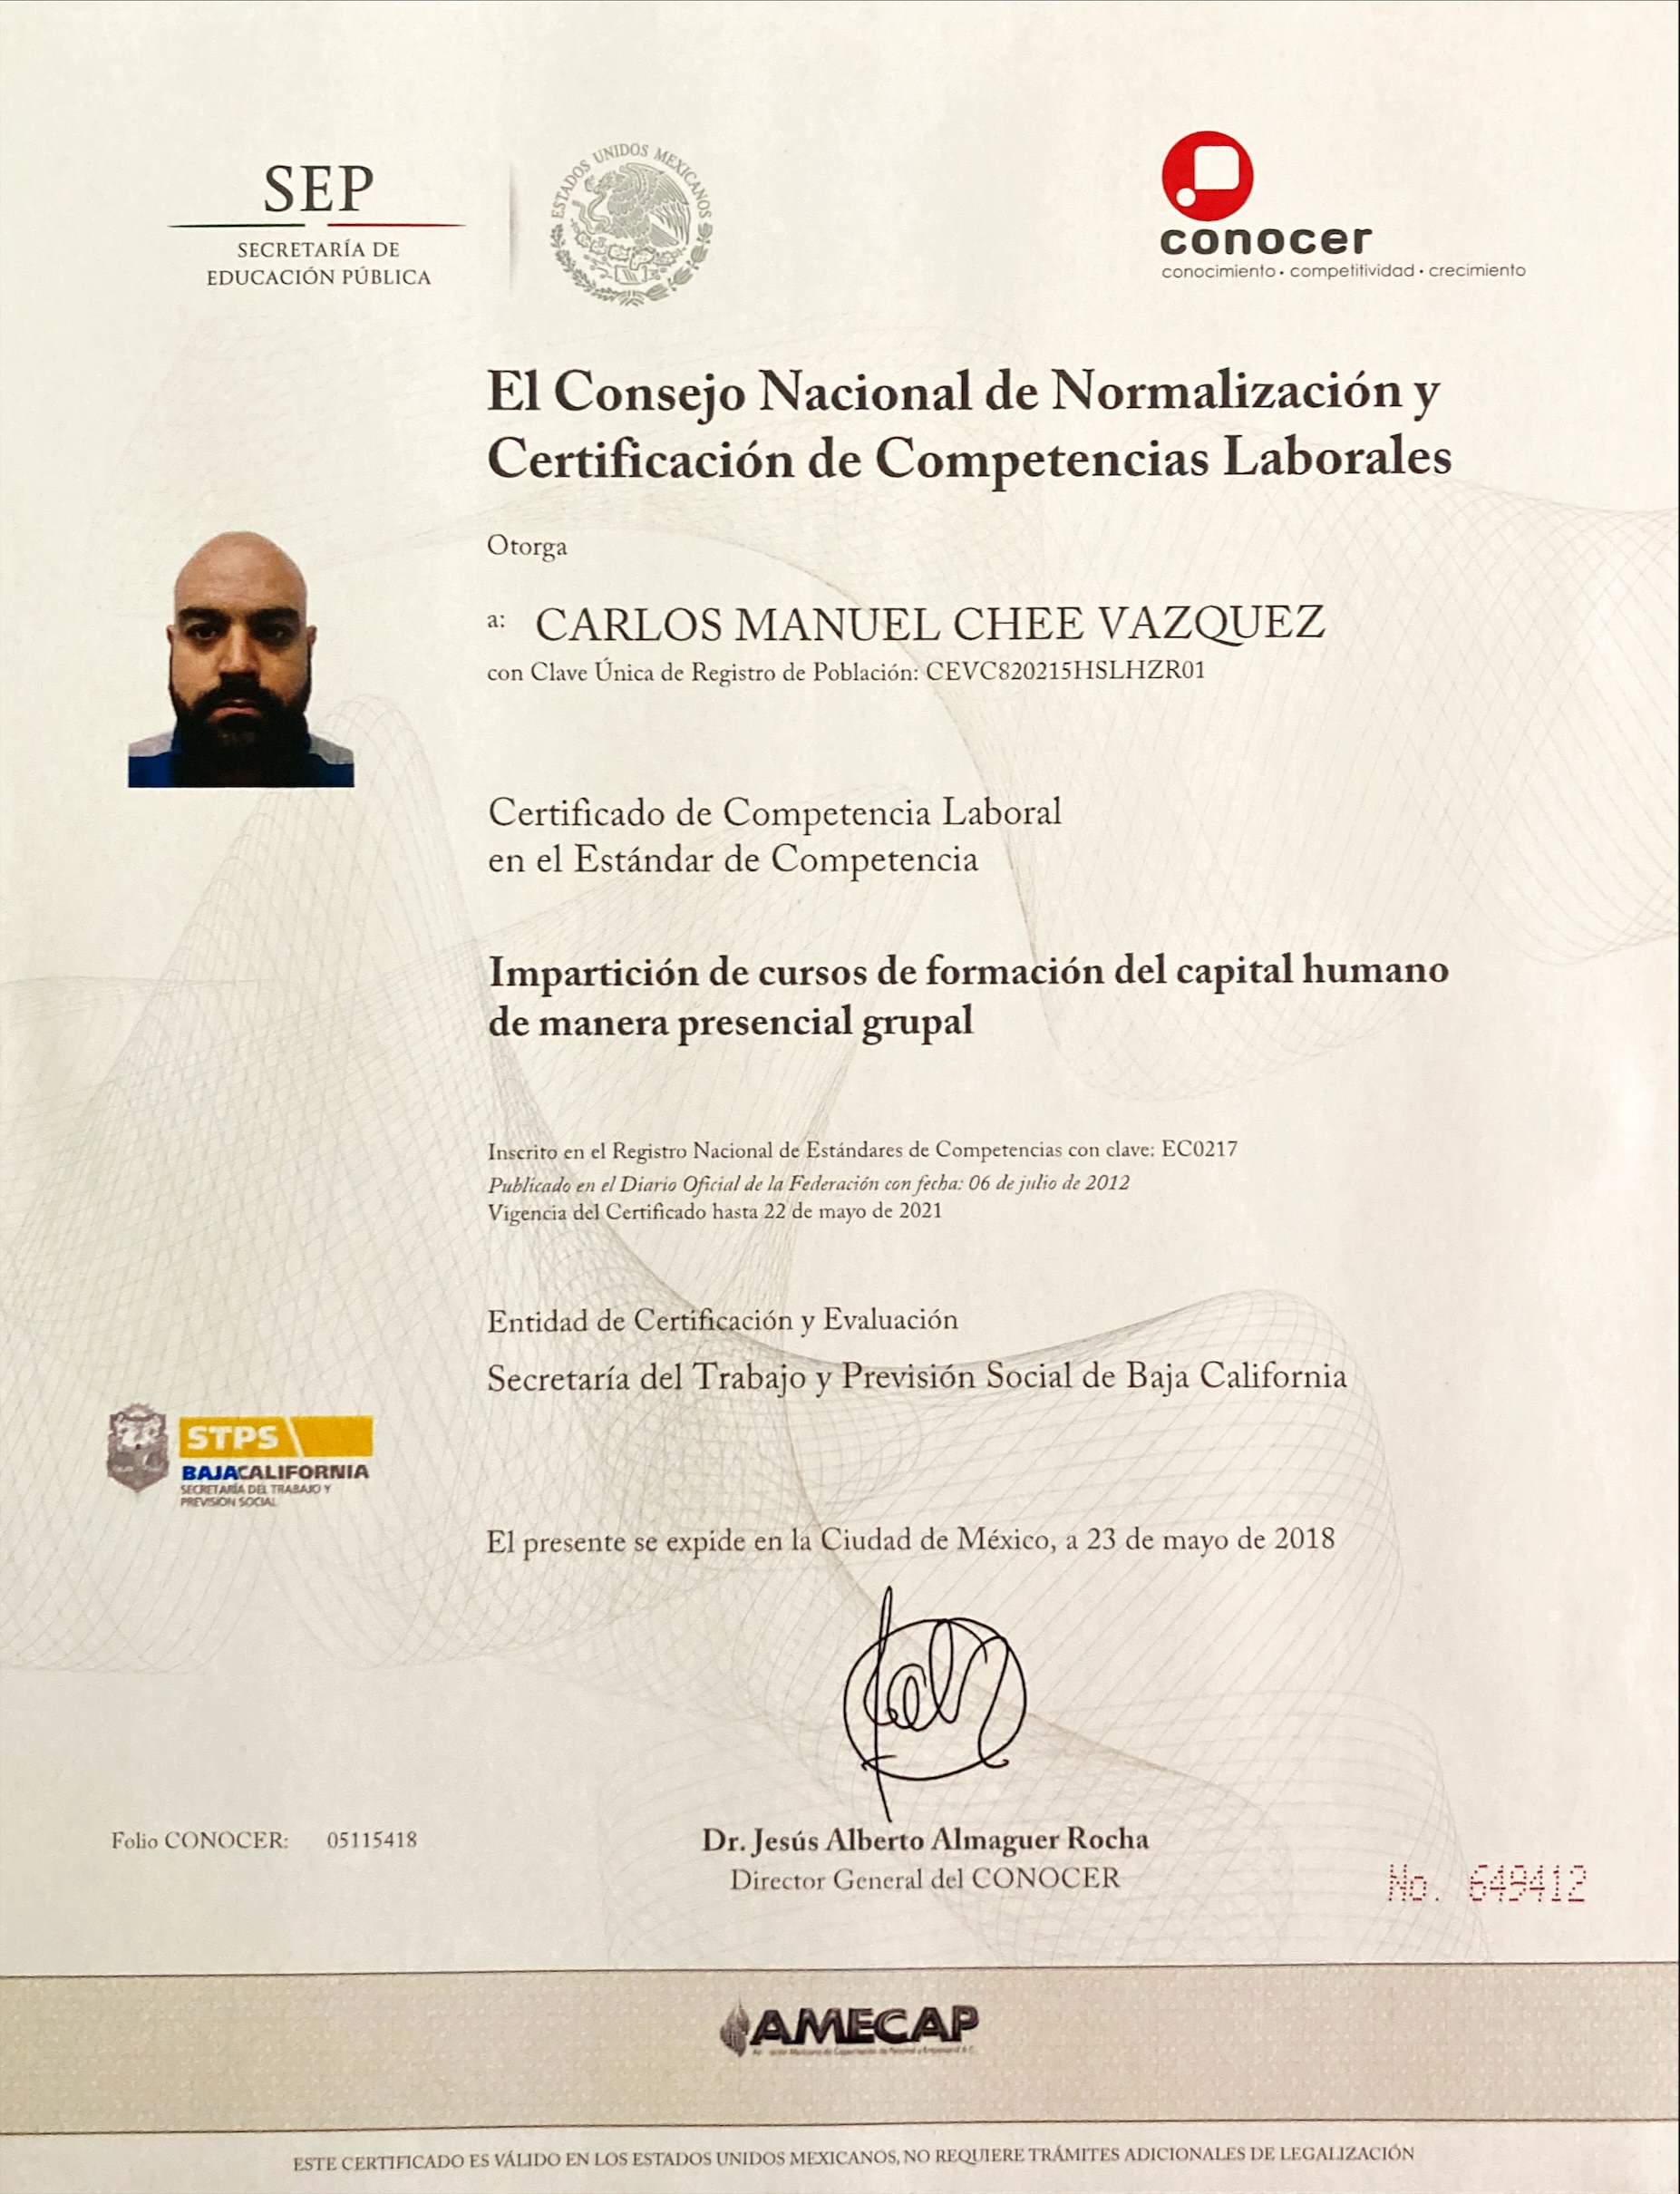 SEP
SECRETARÍA DE
EDUCACIÓN PÚBLICA
ESTADOS UNIDOS MEXICANOS
conocer
conocimiento • competitividad • crecimiento
El Consejo Nacional de Normalización y
Certificación de Competencias Laborales
Otorga
a: CARLOS MANUEL CHEE VAZQUEZ
con Clave Única de Registro de Población: CEVC820215HSLHZR01
Certificado de Competencia Laboral
en el Estándar de Competencia
Impartición de cursos de formación del capital humano
de manera presencial grupal
Inscrito en el Registro Nacional de Estándares de Competencias con clave: EC0217
Publicado en el Diario Oficial de la Federación con fecha: 06 de julio de 2012
Vigencia del Certificado hasta 22 de mayo de 2021
Entidad de Certificación y Evaluación
Secretaría del Trabajo y Previsión Social de Baja California
STPS
BAJACALIFORNIA
SECRETARÍA DEL TRABAJO Y
PREVISIÓN SOCIAL
El presente se expide en la Ciudad de México, a 23 de mayo de 2018
Folio CONOCER: 05115418
Dr. Jesús Alberto Almaguer Rocha
Director General del CONOCER
No. 649412
AMECAP
ESTE CERTIFICADO ES VÁLIDO EN LOS ESTADOS UNIDOS MEXICANOS, NO REQUIERE TRÁMITES ADICIONALES DE LEGALIZACIÓN